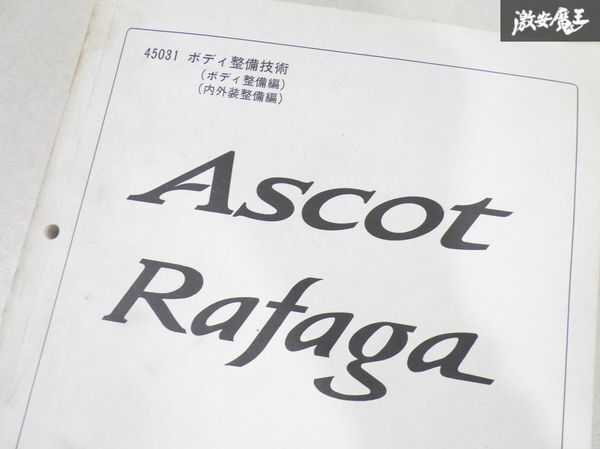 激安魔王
45031 ボディ整備技術
(ボディ整備編)
(内外装整備編)
Ascot
Rafaga